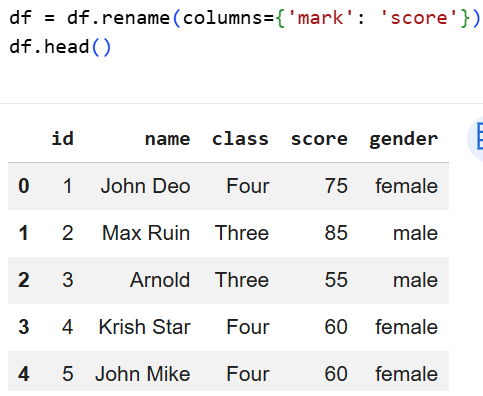 df = df.rename(columns={'mark': 'score'})
df.head()
id name class score gender
0 1 John Deo Four 75 female
1 2 Max Ruin Three 85 male
2 3 Arnold Three 55 male
3 4 Krish Star Four 60 female
4 5 John Mike Four 60 female